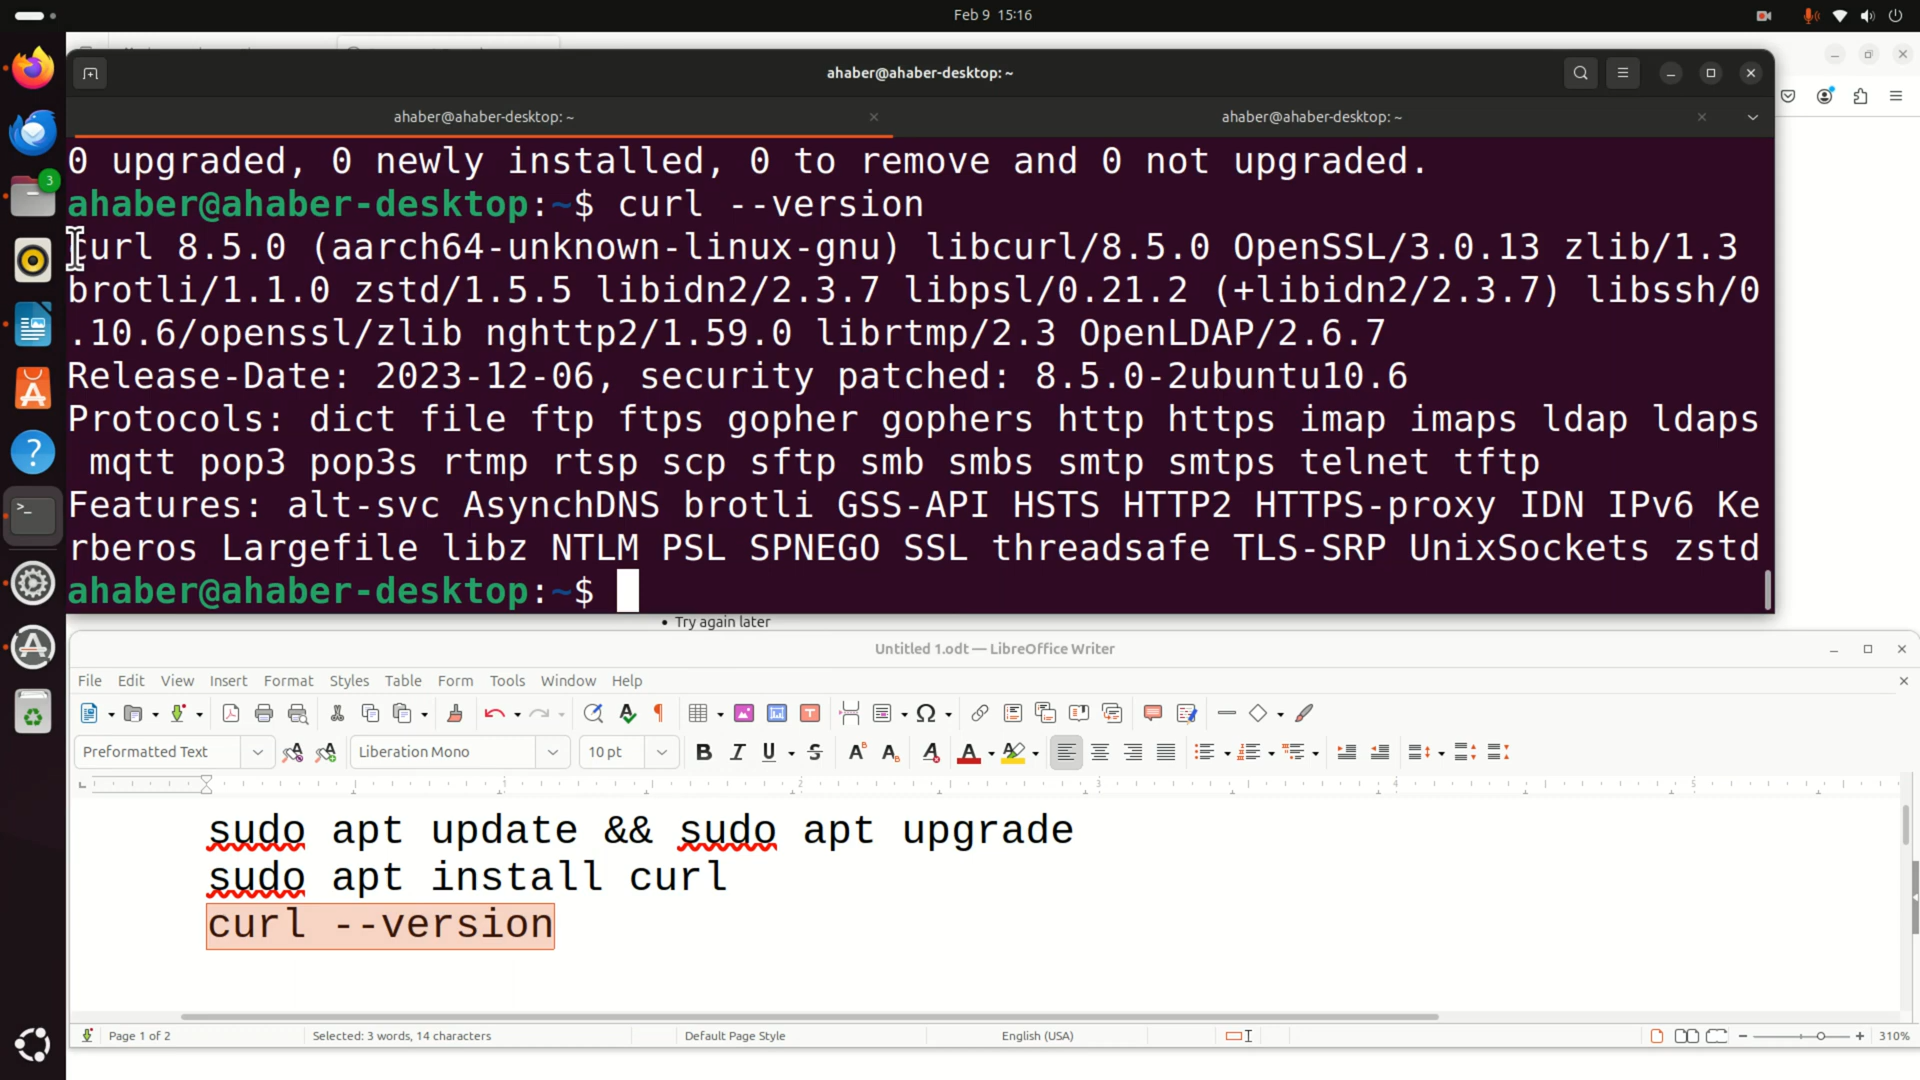 Feb 9 15:16
ahaber@ahaber-desktop: ~
ahaber@ahaber-desktop: ~
ahaber@ahaber-desktop: ~
0 upgraded, 0 newly installed, 0 to remove and 0 not upgraded.
ahaber@ahaber-desktop:~$ curl --version
curl 8.5.0 (aarch64-unknown-linux-gnu) libcurl/8.5.0 OpenSSL/3.0.13 zlib/1.3
brotli/1.1.0 zstd/1.5.5 libidn2/2.3.7 libpsl/0.21.2 (+libidn2/2.3.7) libssh/0
.10.6/openssl/zlib nghttp2/1.59.0 librtmp/2.3 OpenLDAP/2.6.7
Release-Date: 2023-12-06, security patched: 8.5.0-2ubuntu10.6
Protocols: dict file ftp ftps gopher gophers http https imap imaps ldap ldaps
mqtt pop3 pop3s rtmp rtsp scp sftp smb smbs smtp smtps telnet tftp
Features: alt-svc AsynchDNS brotli GSS-API HSTS HTTP2 HTTPS-proxy IDN IPv6 Ke
rberos Largefile libz NTLM PSL SPNEGO SSL threadsafe TLS-SRP UnixSockets zstd
ahaber@ahaber-desktop:~$
3
• Try again later
Untitled 1.odt — LibreOffice Writer
File Edit View Insert Format Styles Table Form Tools Window Help
Preformatted Text Liberation Mono 10 pt
sudo apt update && sudo apt upgrade
sudo apt install curl
curl --version
Page 1 of 2 Selected: 3 words, 14 characters Default Page Style English (USA) 310%